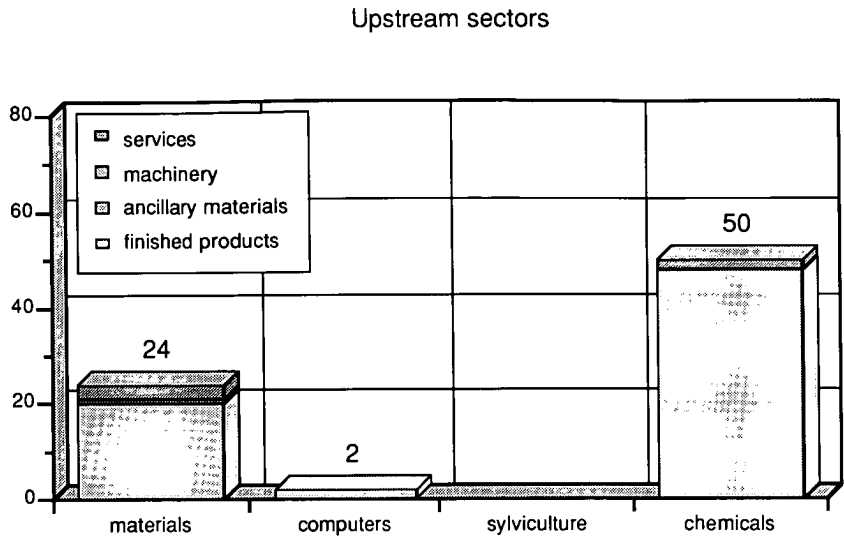 Upstream sectors
80
services
machinery
ancillary materials
finished products
60
50
40
24
20
2
0
materials computers sylviculture chemicals